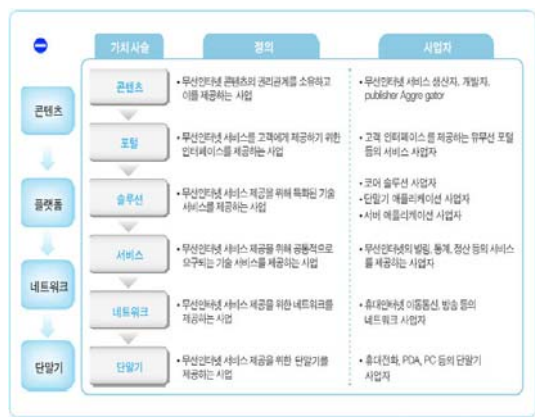 가치사슬
정의
사업자
콘텐츠
플랫폼
네트워크
단말기
콘텐츠
• 무선인터넷 콘텐츠의 권리관계를 소유하고
이를 제공하는 사업
• 무선인터넷 서비스 생산자, 개발자,
publisher Aggre gator
포털
• 무선인터넷 서비스를 고객에게 제공하기 위한
인터페이스를 제공하는 사업
• 고객 인터페이스를 제공하는 유무선 포털
등의 서비스 사업자
솔루션
• 무선인터넷 서비스 제공을 위해 특화된 기술
서비스를 제공하는 사업
• 코어 솔루션 사업자
• 단말기 애플리케이션 사업자
• 서버 애플리케이션 사업자
서비스
• 무선인터넷 서비스 제공을 위해 공통적으로
요구되는 기술 서비스를 제공하는 사업
• 무선인터넷의 빌링, 통계, 정산 등의 서비스
를 제공하는 사업자
네트워크
• 무선인터넷 서비스 제공을 위한 네트워크를
제공하는 사업
• 휴대인터넷 이동통신, 방송 등의
네트워크 사업자
단말기
• 무선인터넷 서비스 제공을 위한 단말기를
제공하는 사업
• 휴대전화, PDA, PC 등의 단말기
사업자